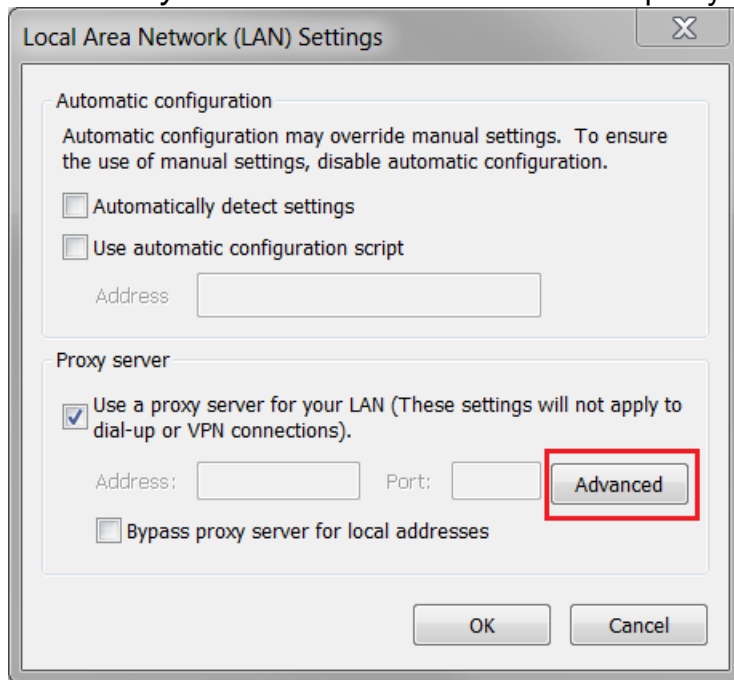 Local Area Network (LAN) Settings
Automatic configuration
Automatic configuration may override manual settings. To ensure
the use of manual settings, disable automatic configuration.
Automatically detect settings
Use automatic configuration script
Address
Proxy server
Use a proxy server for your LAN (These settings will not apply to
dial-up or VPN connections).
Address: Port: Advanced
Bypass proxy server for local addresses
OK Cancel